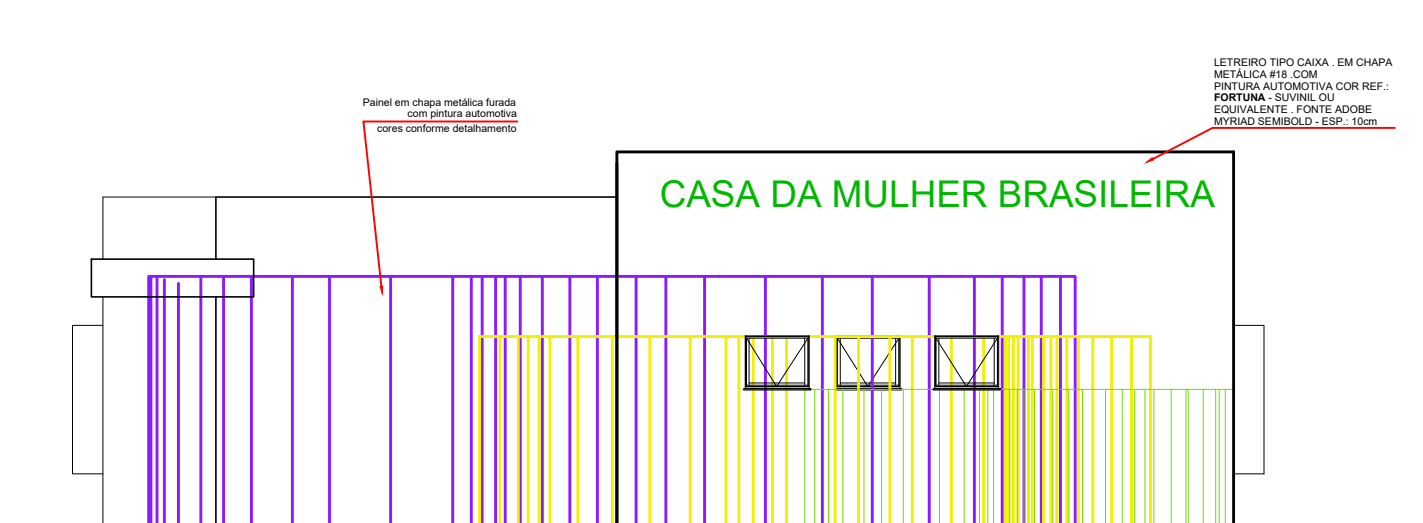 LETREIRO TIPO CAIXA . EM CHAPA
METÁLICA #18 .COM
PINTURA AUTOMOTIVA COR REF.:
FORTUNA - SUVINIL OU
EQUIVALENTE . FONTE ADOBE
MYRIAD SEMIBOLD - ESP.: 10cm
Painel em chapa metálica furada
com pintura automotiva
cores conforme detalhamento
CASA DA MULHER BRASILEIRA